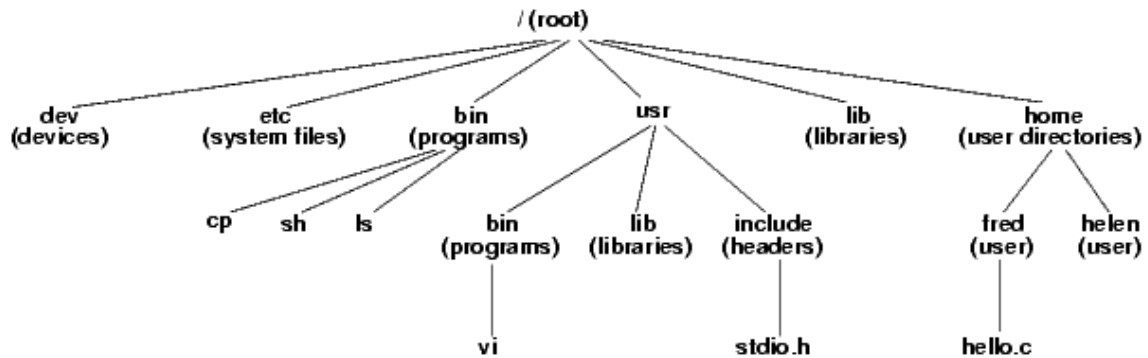 / (root)
dev etc bin usr lib home
(devices) (system files) (programs) (libraries) (user directories)
cp sh ls bin lib include fred helen
(programs) (libraries) (headers) (user) (user)
vi stdio.h hello.c